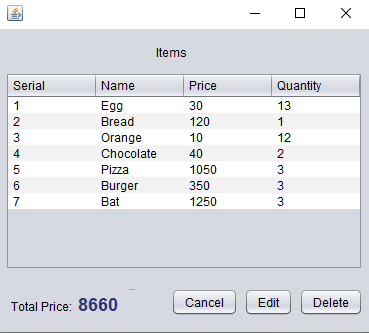 Items
Serial Name Price Quantity
1 Egg 30 13
2 Bread 120 1
3 Orange 10 12
4 Chocolate 40 2
5 Pizza 1050 3
6 Burger 350 3
7 Bat 1250 3
Total Price: 8660 Cancel Edit Delete